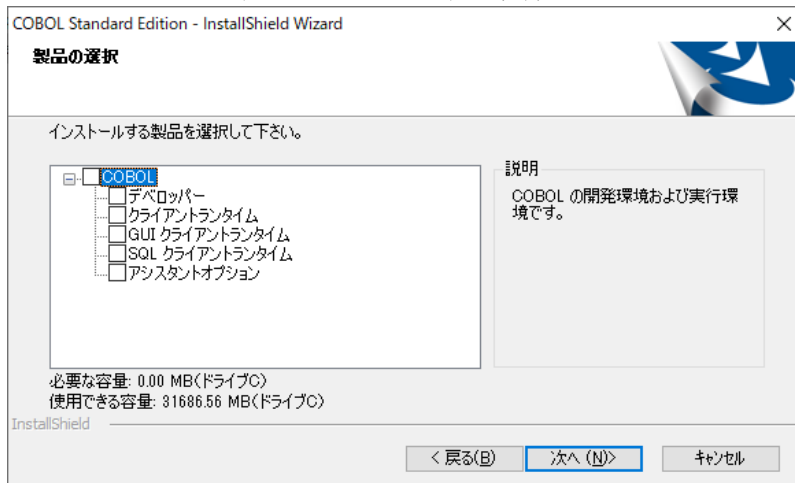 COBOL Standard Edition - InstallShield Wizard
製品の選択
インストールする製品を選択して下さい。
COBOL
デベロッパー
クライアントランタイム
GUI クライアントランタイム
SQL クライアントランタイム
アシスタントオプション
説明
COBOL の開発環境および実行環
境です。
必要な容量: 0.00 MB(ドライブC)
使用できる容量: 31686.56 MB(ドライブC)
InstallShield
< 戻る(B)
次へ (N)>
キャンセル